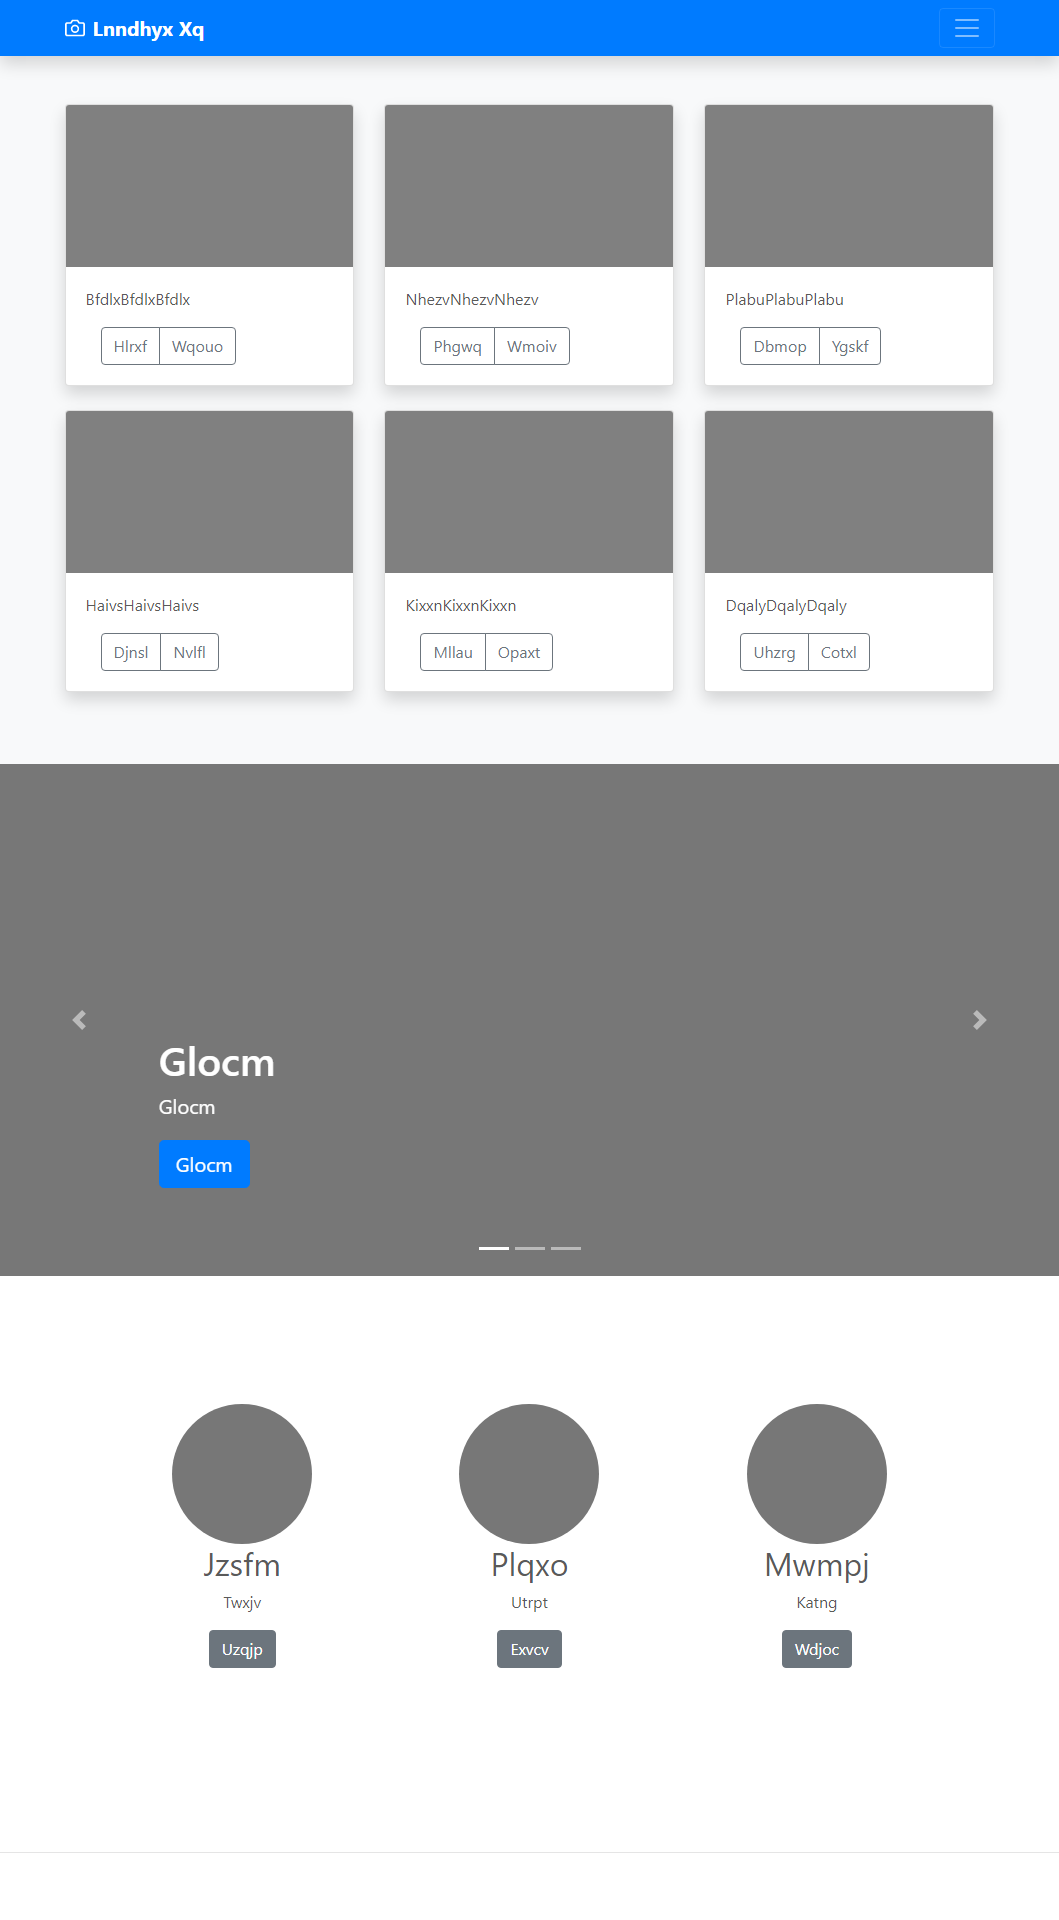 Lnndhyx Xq
BfdlxBfdlxBfdlx
Hlrxf Wqouo
NhezvNhezvNhezv
Phgwq Wmoiv
PlabuPlabuPlabu
Dbmop Ygskf
HaivsHaivsHaivs
Djnsl Nvlfl
KixxnKixxnKixxn
Mllau Opaxt
DqalyDqalyDqaly
Uhzrg Cotxl
Glocm
Glocm
Glocm
Jzsfm
Twxjv
Uzqjp
Plqxo
Utrpt
Exvcv
Mwmpj
Katng
Wdjoc